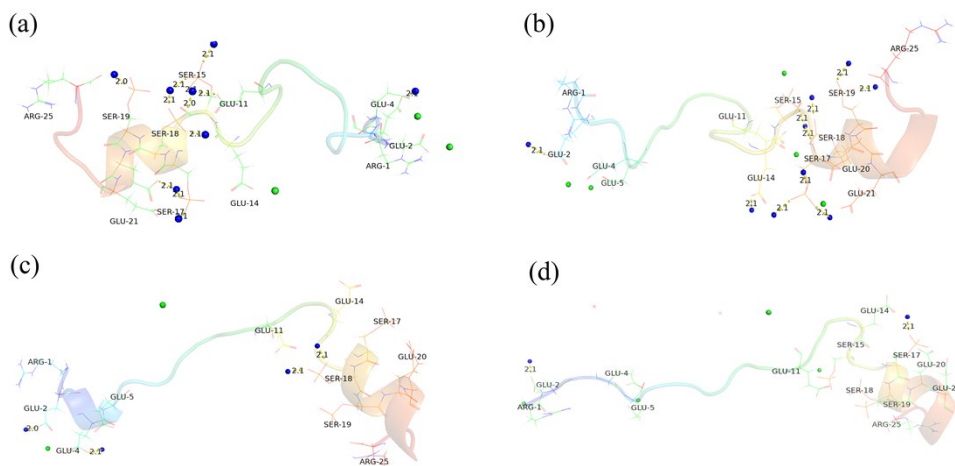 (a)
2.1
2.0
SER-15
2.1
2.1
2.1
2.0
GLU-11
GLU-4
ARG-25
SER-19
SER-18
2.1
GLU-2
ARG-1
2.1
GLU-21
SER-17
GLU-14
(b)
ARG-25
ARG-1
2.1
SER-15
SER-19
2.1
2.1
2.1
GLU-11
2.1
SER-18
2.1
GLU-2
GLU-4
SER-17
GLU-5
GLU-20
GLU-14
2.1
GLU-21
2.1
2.1
2.1
(c)
GLU-14
GLU-11
SER-17
ARG-1
2.1
GLU-20
GLU-5
2.1
SER-18
GLU-2
SER-19
2.0
GLU-4
2.1
ARG-25
(d)
GLU-14
2.1
SER-15
2.1
GLU-4
SER-17
GLU-2
GLU-11
GLU-20
ARG-1
SER-18
GLU-5
SER-19
ARG-25